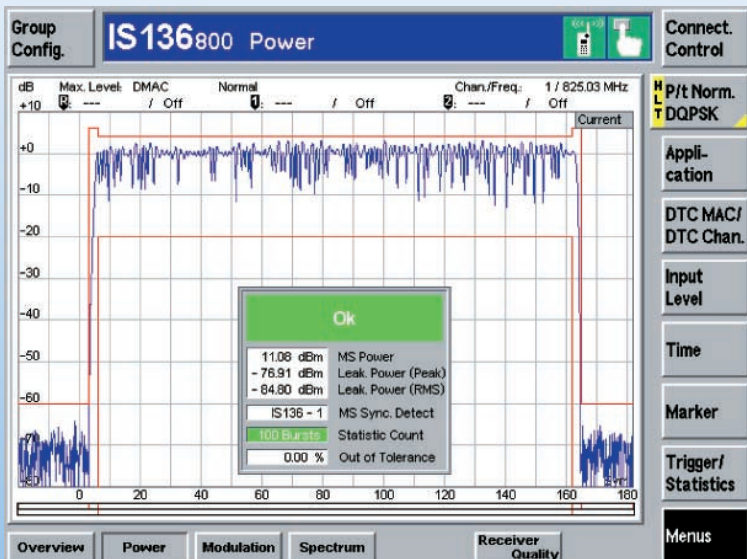 Group
Config.
IS136800 Power
Connect.
Control
dB Max. Level: DMAC Normal Chan./Freq.: 1 / 825.03 MHz
+10 R: --- / Off 1: --- / Off 2: --- / Off
Current
+0
-10
-20
-30
-40
-50
-60
-70
-80
0 20 40 60 80 100 120 140 160 180
Ok
11.08 dBm MS Power
- 76.91 dBm Leak. Power (Peak)
- 84.80 dBm Leak. Power (RMS)
IS136 - 1 MS Sync. Detect
100 Bursts Statistic Count
0.00 % Out of Tolerance
H
L
T
P/t Norm.
DQPSK
Appli-
cation
DTC MAC/
DTC Chan.
Input
Level
Time
Marker
Trigger/
Statistics
Menus
Overview Power Modulation Spectrum Receiver
Quality